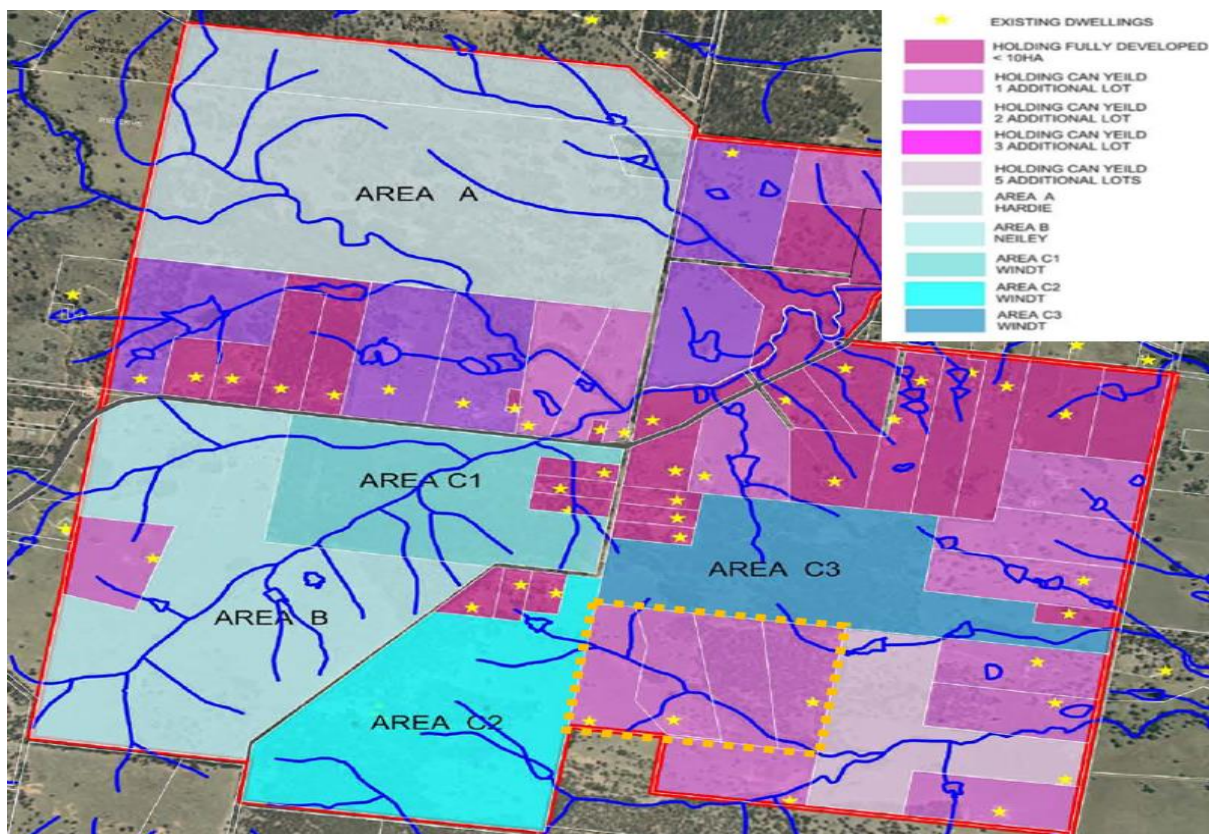 EXISTING DWELLINGS
HOLDING FULLY DEVELOPED
< 10HA
HOLDING CAN YEILD
1 ADDITIONAL LOT
HOLDING CAN YEILD
2 ADDITIONAL LOT
HOLDING CAN YEILD
3 ADDITIONAL LOT
HOLDING CAN YEILD
5 ADDITIONAL LOTS
AREA A
HARDIE
AREA B
NEILEY
AREA C1
WINDT
AREA C2
WINDT
AREA C3
WINDT
AREA A
AREA C1
AREA C3
AREA B
AREA C2